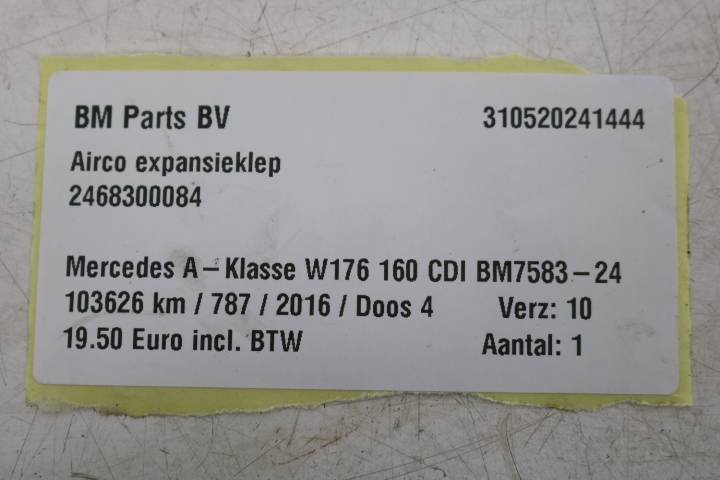 BM Parts BV 310520241444
Airco expansieklep
2468300084
Mercedes A-Klasse W176 160 CDI BM7583-24
103626 km / 787 / 2016 / Doos 4 Verz: 10
19.50 Euro incl. BTW Aantal: 1